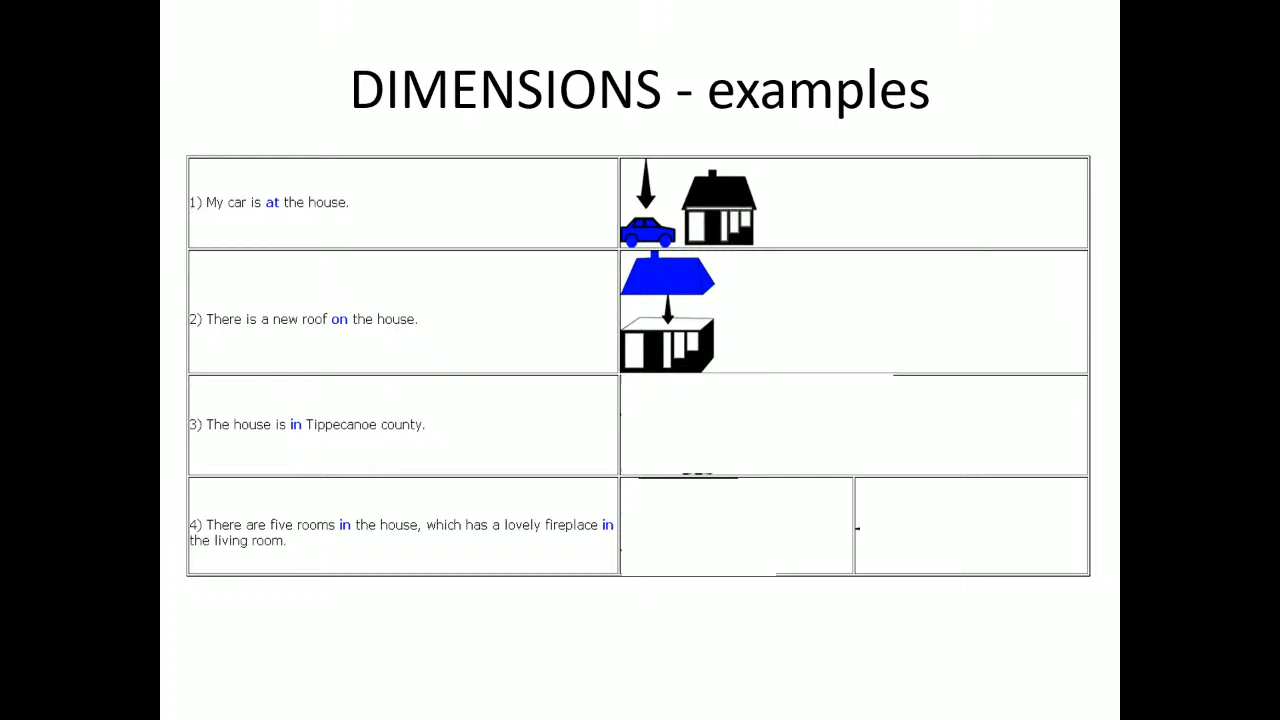 DIMENSIONS - examples
1) My car is at the house.
2) There is a new roof on the house.
3) The house is in Tippecanoe county.
4) There are five rooms in the house, which has a lovely fireplace in
the living room.